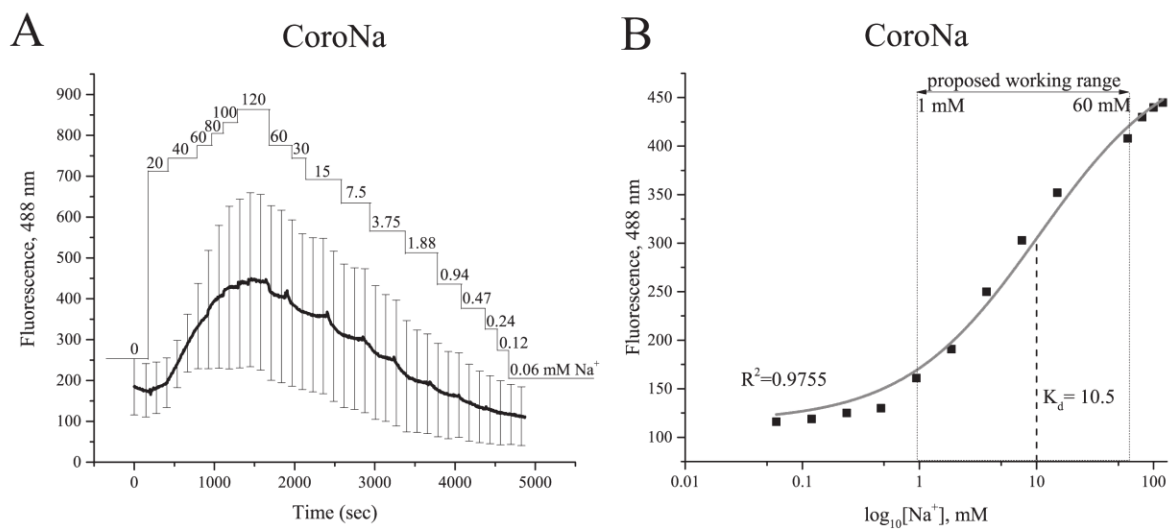 A
CoroNa
900
800
700
600
500
400
300
200
100
0
Fluorescence, 488 nm
0
20
40
60
80
100
120
60
30
15
7.5
3.75
1.88
0.94
0.47
0.24
0.12
0.06 mM Na⁺
0 1000 2000 3000 4000 5000
Time (sec)
B
CoroNa
proposed working range
1 mM 60 mM
450
400
350
300
250
200
150
100
Fluorescence, 488 nm
R²=0.9755
K_d= 10.5
0.01 0.1 1 10 100
log₁₀[Na⁺], mM